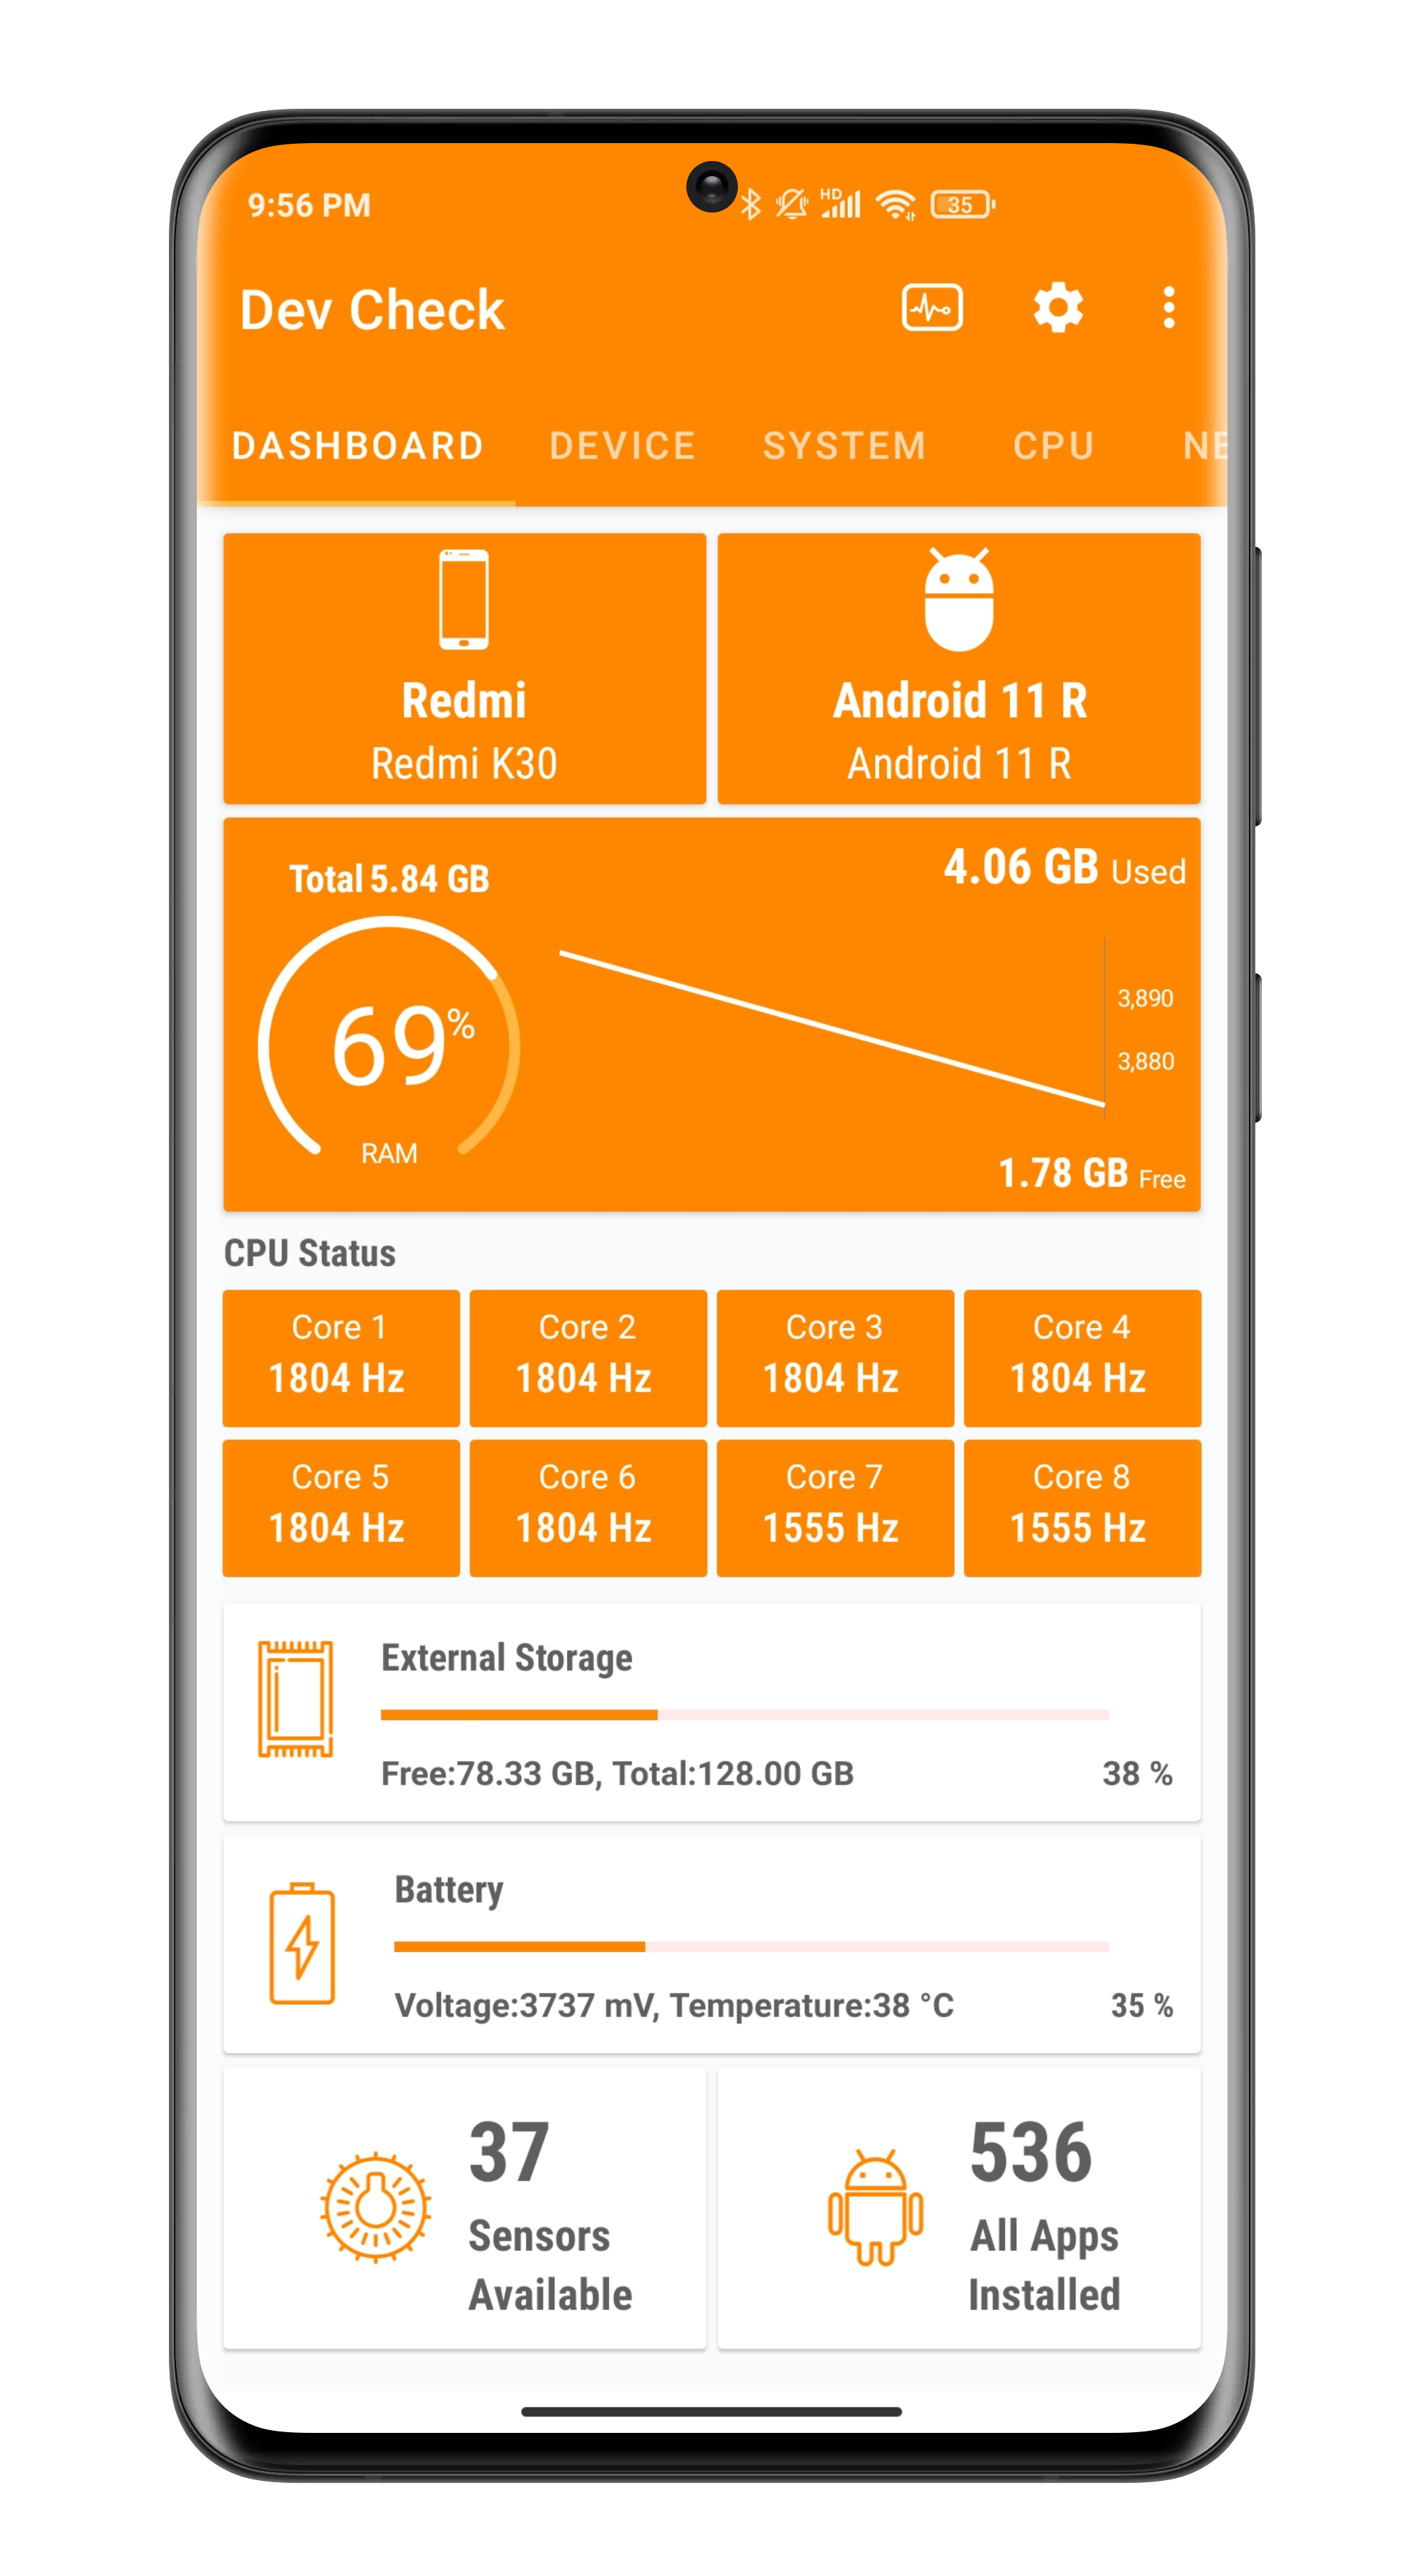 9:56 PM
HD
35
Dev Check
DASHBOARD DEVICE SYSTEM CPU NE
Redmi
Redmi K30
Android 11 R
Android 11 R
Total 5.84 GB
69%
RAM
4.06 GB Used
3,890
3,880
1.78 GB Free
CPU Status
Core 1
1804 Hz
Core 2
1804 Hz
Core 3
1804 Hz
Core 4
1804 Hz
Core 5
1804 Hz
Core 6
1804 Hz
Core 7
1555 Hz
Core 8
1555 Hz
External Storage
Free:78.33 GB, Total:128.00 GB 38 %
Battery
Voltage:3737 mV, Temperature:38 °C 35 %
37
Sensors
Available
536
All Apps
Installed